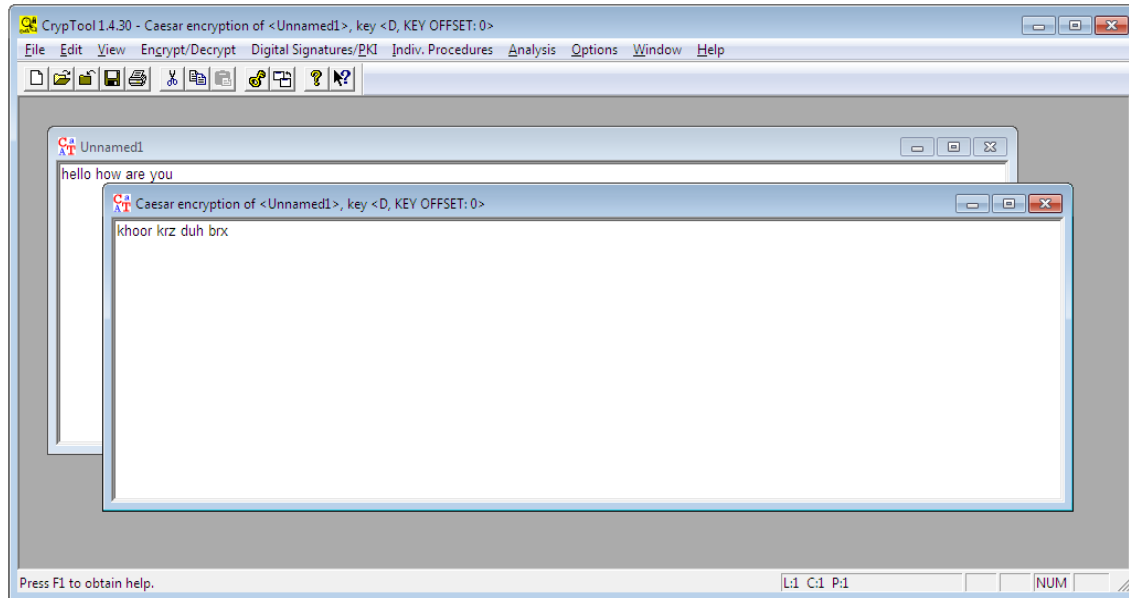 CrypTool 1.4.30 - Caesar encryption of <Unnamed1>, key <D, KEY OFFSET: 0>
File Edit View Encrypt/Decrypt Digital Signatures/PKI Indiv. Procedures Analysis Options Window Help
Unnamed1
hello how are you
Caesar encryption of <Unnamed1>, key <D, KEY OFFSET: 0>
khoor krz duh brx
Press F1 to obtain help. L:1 C:1 P:1 NUM